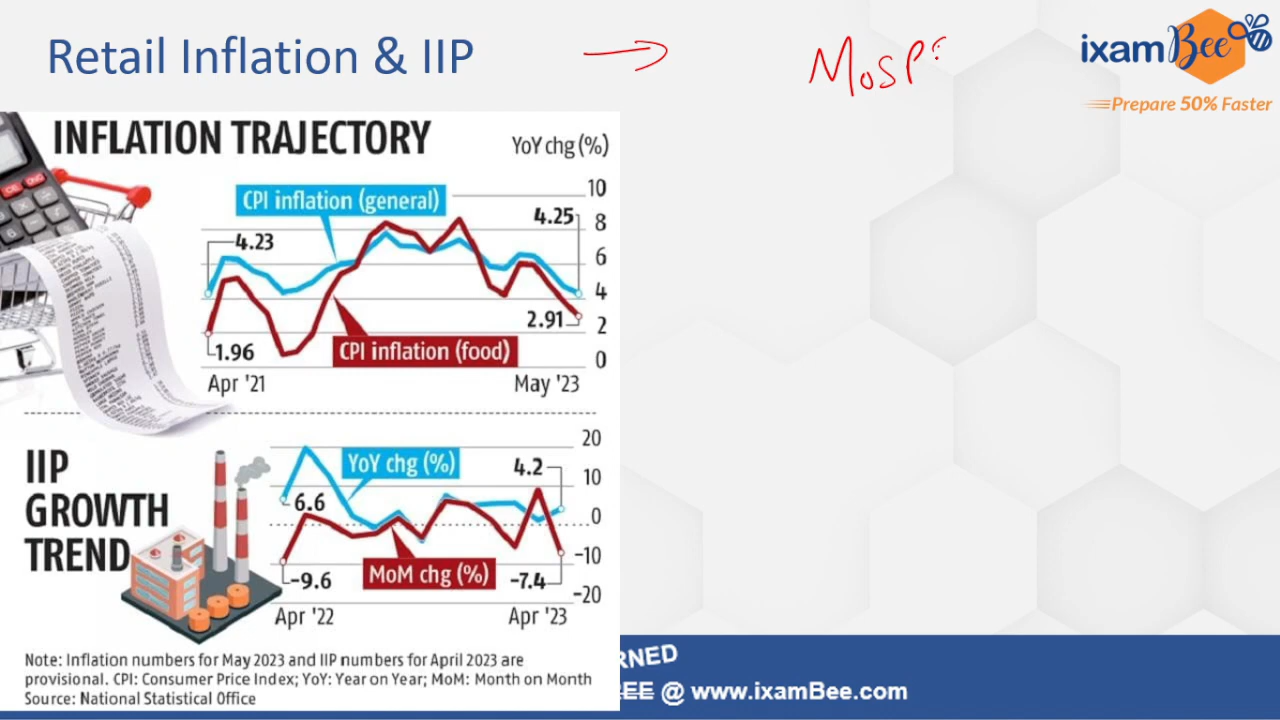 Retail Inflation & IIP
MoSP
ixamBee
Prepare 50% Faster
INFLATION TRAJECTORY
YoY chg (%)
CPI inflation (general)
10
8
6
4
2
0
4.23
4.25
1.96
2.91
CPI inflation (food)
Apr '21
May '23
IIP
GROWTH
TREND
YoY chg (%)
20
10
0
-10
-20
6.6
4.2
MoM chg (%)
-9.6
-7.4
Apr '22
Apr '23
Note: Inflation numbers for May 2023 and IIP numbers for April 2023 are
provisional. CPI: Consumer Price Index; YoY: Year on Year; MoM: Month on Month
Source: National Statistical Office
RNED
EE @ www.ixamBee.com